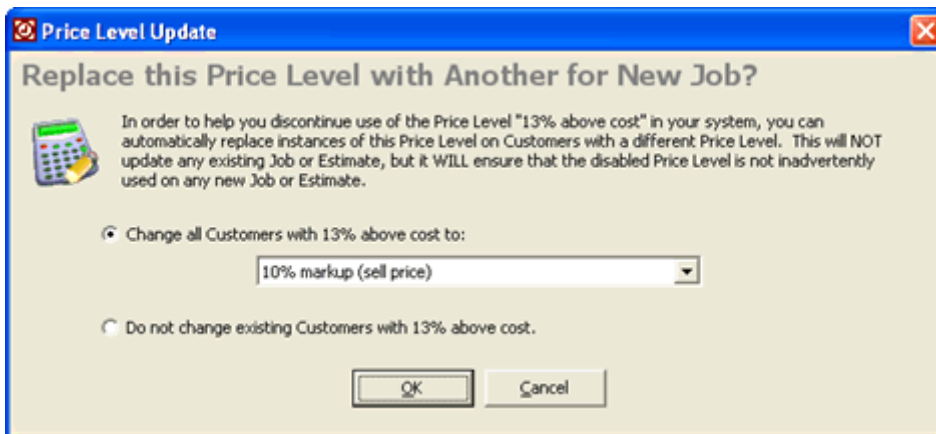 Price Level Update
Replace this Price Level with Another for New Job?
In order to help you discontinue use of the Price Level "13% above cost" in your system, you can
automatically replace instances of this Price Level on Customers with a different Price Level.  This will NOT
update any existing Job or Estimate, but it WILL ensure that the disabled Price Level is not inadvertently
used on any new Job or Estimate.
Change all Customers with 13% above cost to:
10% markup (sell price)
Do not change existing Customers with 13% above cost.
OK Cancel